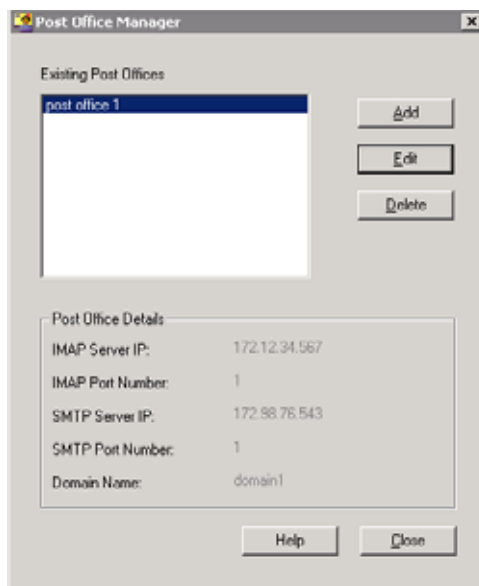 Post Office Manager
Existing Post Offices
post office 1
Add
Edit
Delete
Post Office Details
IMAP Server IP: 172.12.34.567
IMAP Port Number: 1
SMTP Server IP: 172.98.76.543
SMTP Port Number: 1
Domain Name: domain1
Help
Close